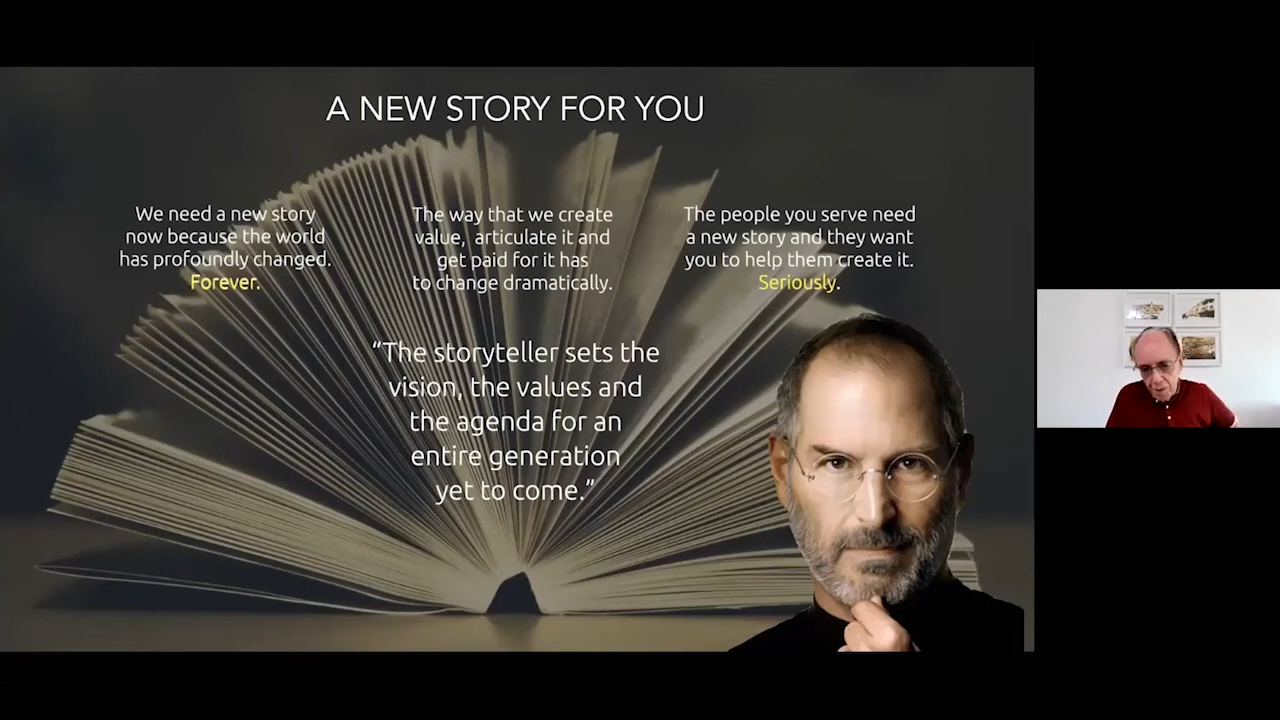 A NEW STORY FOR YOU
We need a new story
now because the world
has profoundly changed.
Forever.
The way that we create
value, articulate it and
get paid for it has
to change dramatically.
The people you serve need
a new story and they want
you to help them create it.
Seriously.
“The storyteller sets the
vision, the values and
the agenda for an
entire generation
yet to come.”